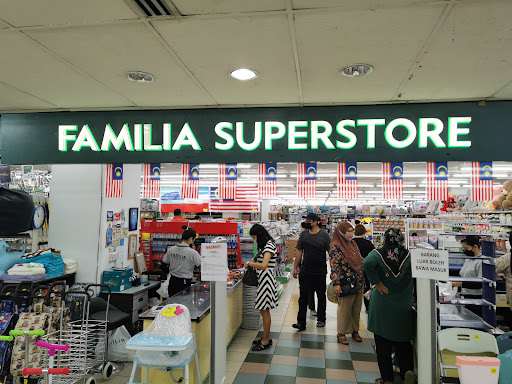 FAMILIA SUPERSTORE
BARANG
LUAR BOLEH
BAWA MASUK